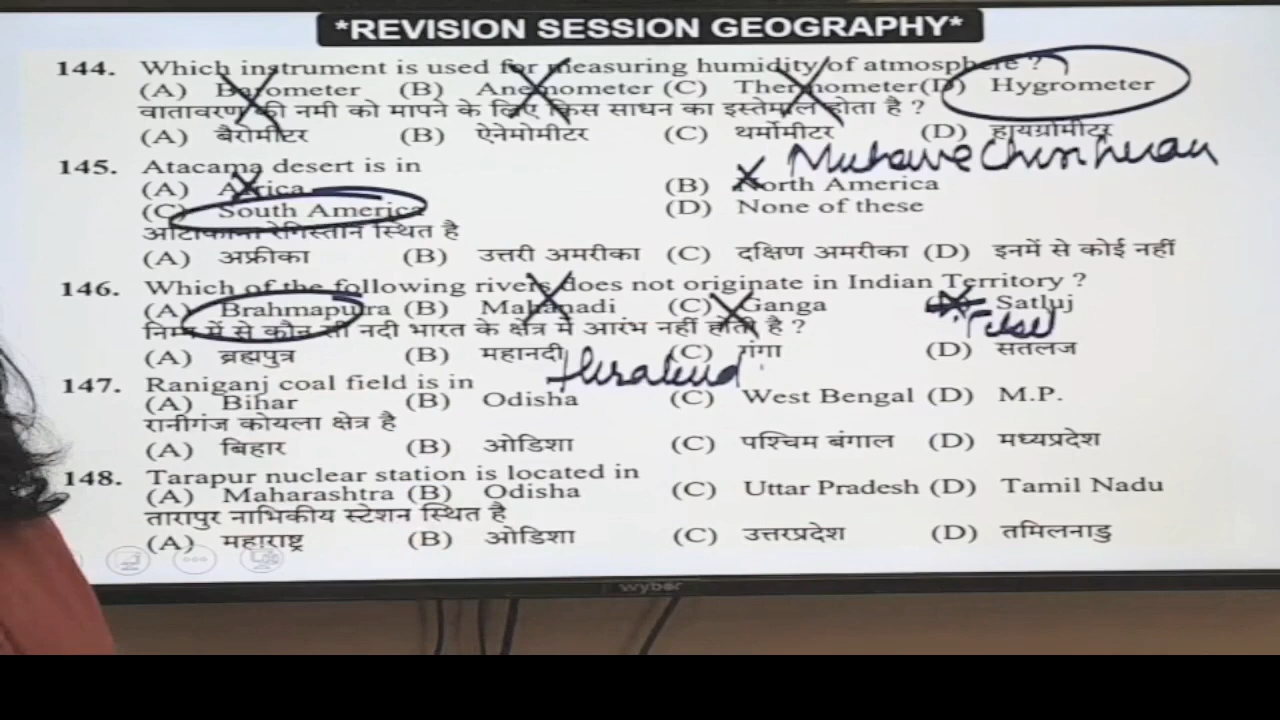 *REVISION SESSION GEOGRAPHY*
144. Which instrument is used for measuring humidity of atmosphere ?
(A) Barometer (B) Anemometer (C) Thermometer (D) Hygrometer
वातावरण की नमी को मापने के लिए किस साधन का इस्तेमाल होता है ?
(A) बैरोमीटर (B) ऐनेमोमीटर (C) थर्मोमीटर (D) हायग्रोमीटर
145. Atacama desert is in
(A) Africa (B) North America
(C) South America (D) None of these
आटाकामा रेगिस्तान स्थित है
(A) अफ्रीका (B) उत्तरी अमरीका (C) दक्षिण अमरीका (D) इनमें से कोई नहीं
146. Which of the following rivers does not originate in Indian Territory ?
(A) Brahmaputra (B) Mahanadi (C) Ganga Satluj
निम्न में से कौन सी नदी भारत के क्षेत्र में आरंभ नहीं होती है ?
(A) ब्रह्मपुत्र (B) महानदी (C) गंगा (D) सतलज
Hirakud
147. Raniganj coal field is in
(A) Bihar (B) Odisha (C) West Bengal (D) M.P.
रानीगंज कोयला क्षेत्र है
(A) बिहार (B) ओडिशा (C) पश्चिम बंगाल (D) मध्यप्रदेश
148. Tarapur nuclear station is located in
(A) Maharashtra (B) Odisha (C) Uttar Pradesh (D) Tamil Nadu
तारापुर नाभिकीय स्टेशन स्थित है
(A) महाराष्ट्र (B) ओडिशा (C) उत्तरप्रदेश (D) तमिलनाडु
wybor